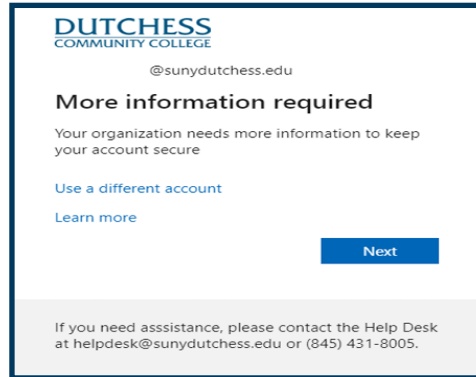 DUTCHESS
COMMUNITY COLLEGE
@sunydutchess.edu
More information required
Your organization needs more information to keep
your account secure
Use a different account
Learn more
Next
If you need asssistance, please contact the Help Desk
at helpdesk@sunydutchess.edu or (845) 431-8005.